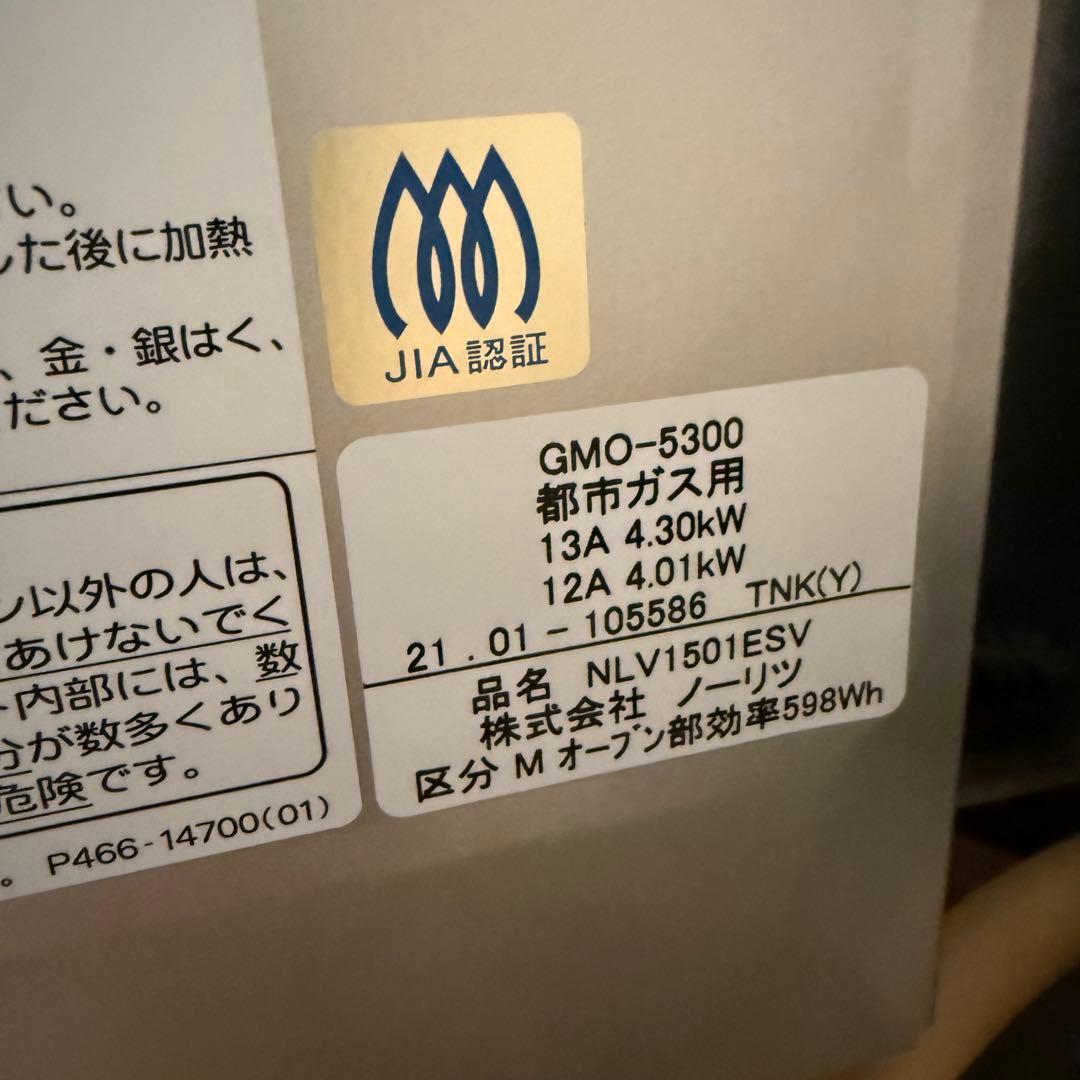 い。
した後に加熱
、金・銀はく、
ださい。
ン以外の人は、
あけないでく
内部には、数
分が数多くあり
危険です。
。 P466-14700(01)
JIA認証
GMO-5300
都市ガス用
13A 4.30kW
12A 4.01kW
21.01-105586 TNK(Y)
品名 NLV1501ESV
株式会社 ノーリツ
区分 M オーブン部効率598Wh